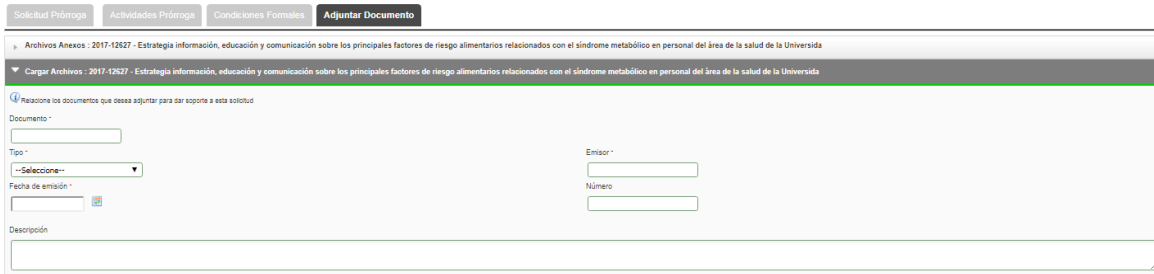 Solicitud Prórroga Actividades Prórroga Condiciones Formales Adjuntar Documento
Archivos Anexos : 2017-12627 - Estrategia información, educación y comunicación sobre los principales factores de riesgo alimentarios relacionados con el síndrome metabólico en personal del área de la salud de la Universida
Cargar Archivos : 2017-12627 - Estrategia información, educación y comunicación sobre los principales factores de riesgo alimentarios relacionados con el síndrome metabólico en personal del área de la salud de la Universida
Relacione los documentos que desea adjuntar para dar soporte a esta solicitud
Documento *
Tipo * Emisor *
--Seleccione--
Fecha de emisión * Número
Descripción